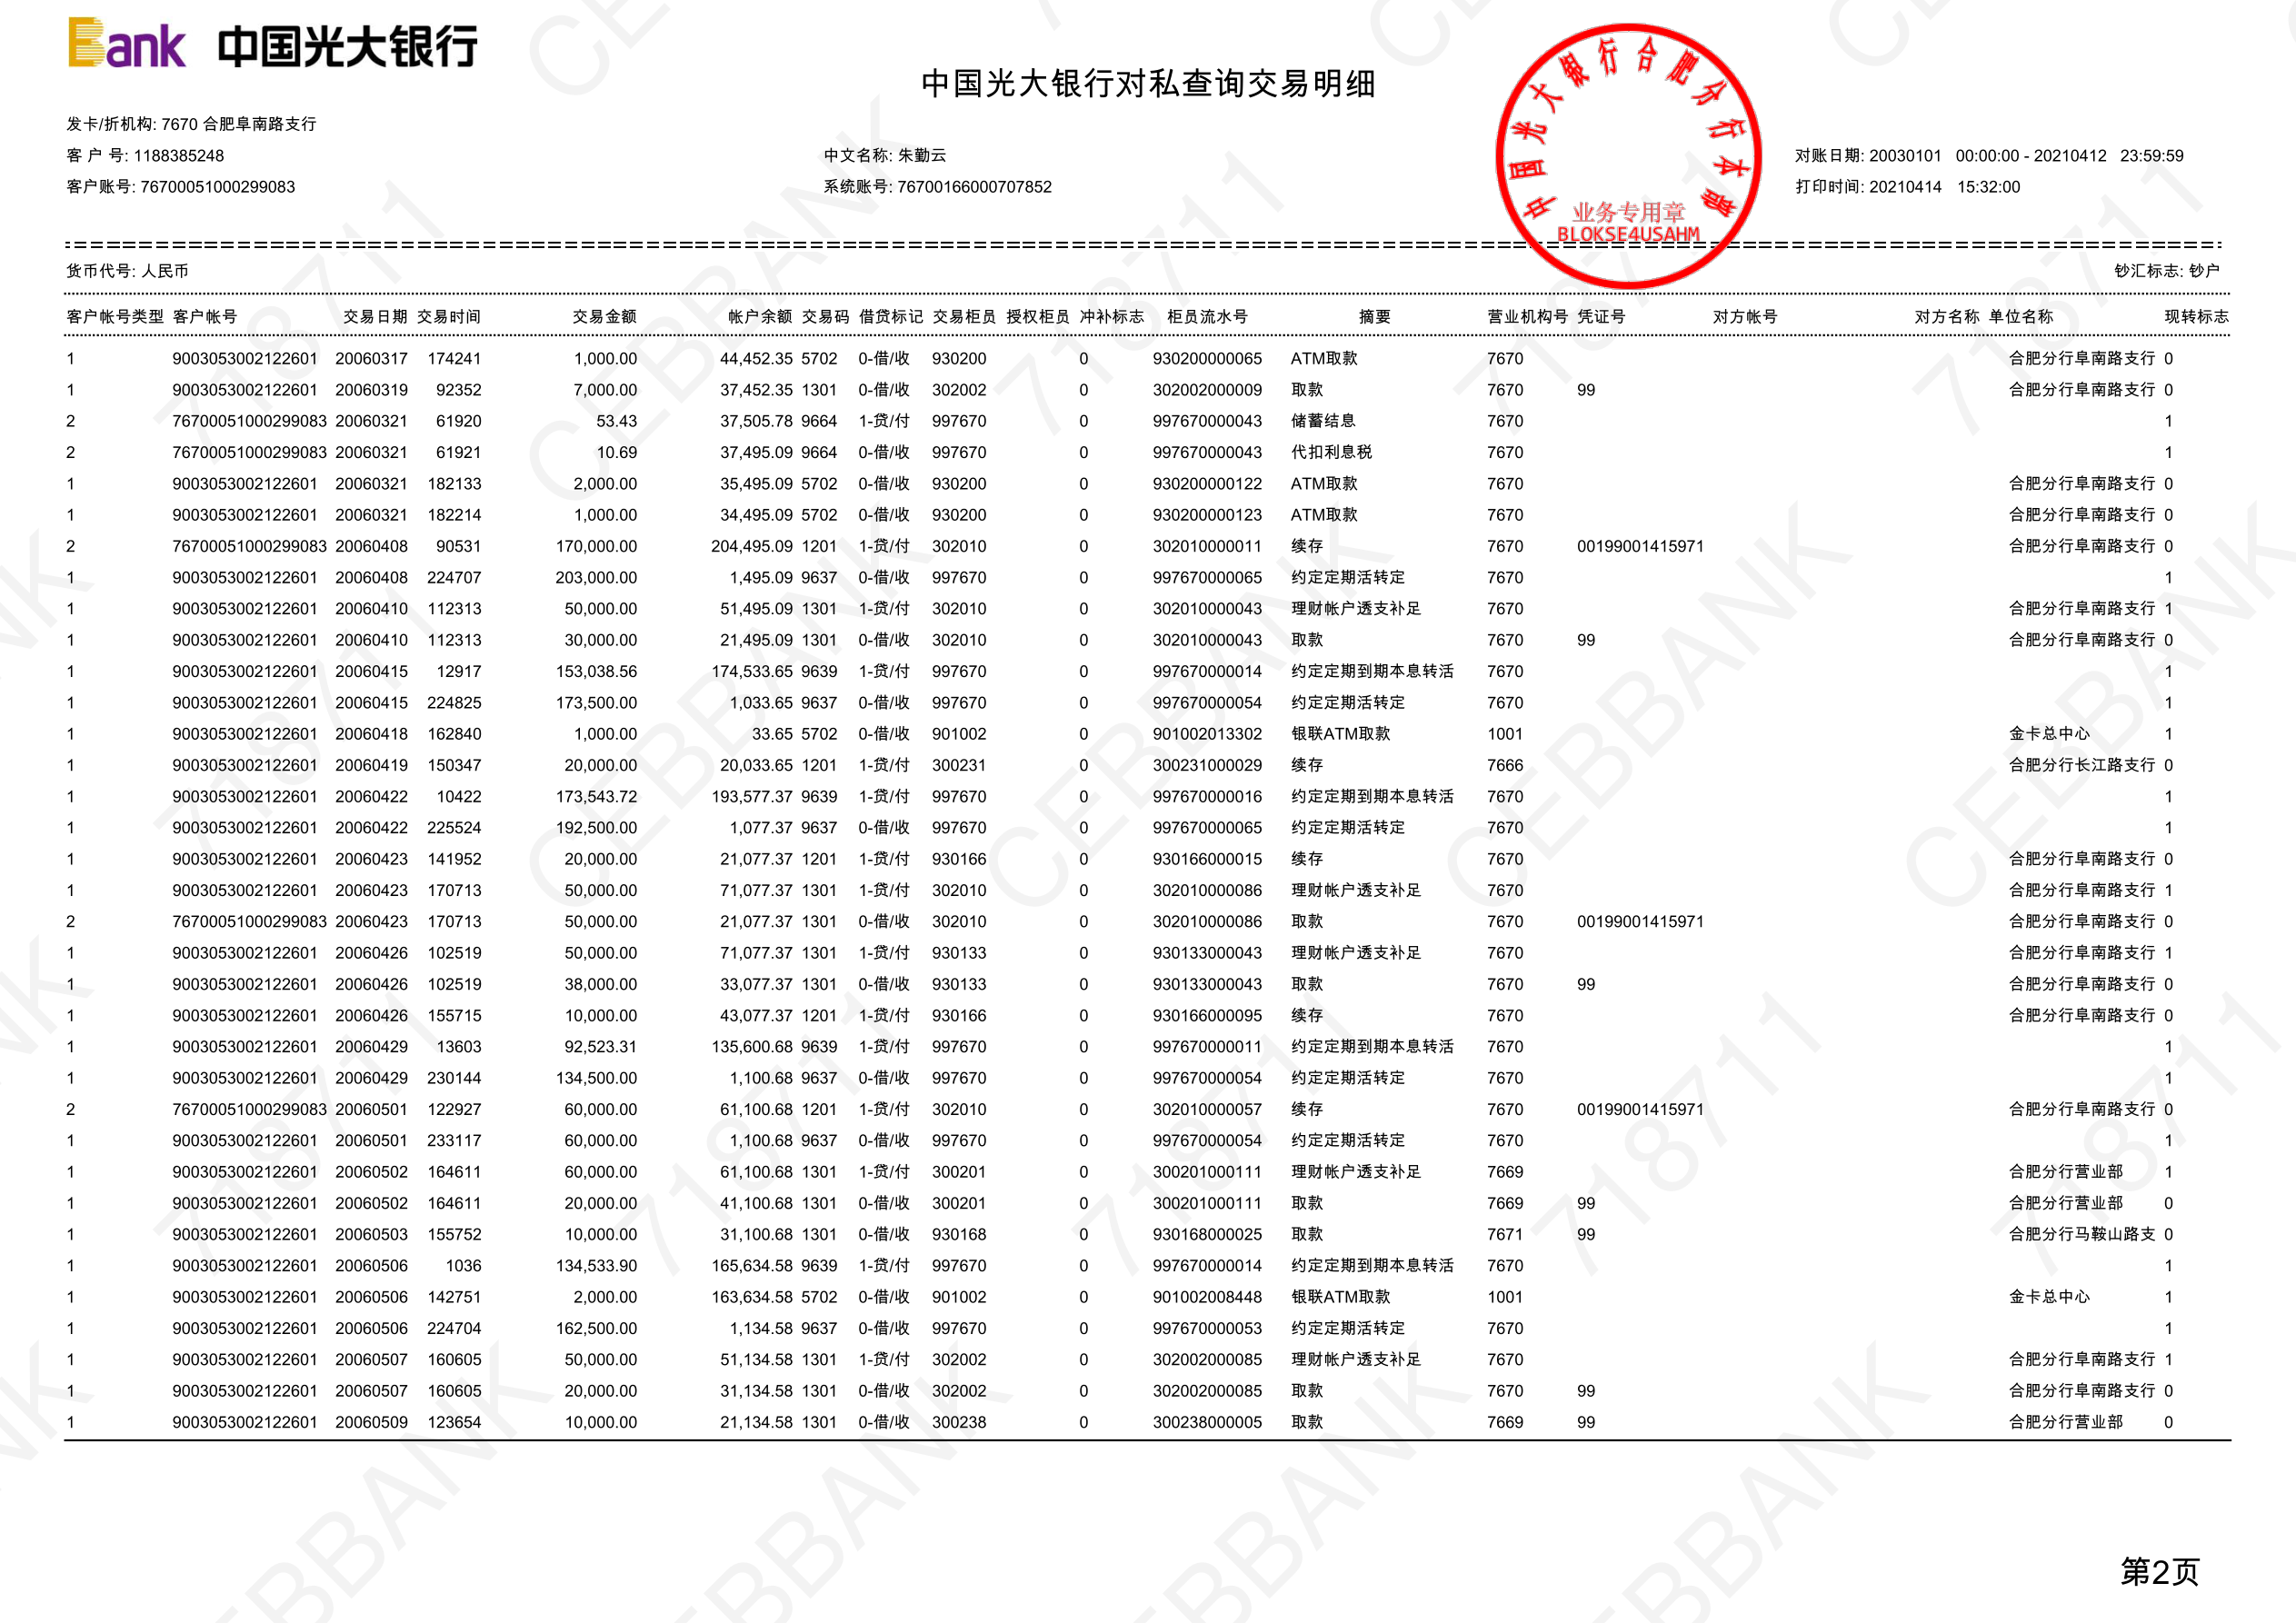 Bank 中国光大银行
中国光大银行对私查询交易明细
中国光大银行合肥分行本部
业务专用章
BLOKSE4USAHM
发卡/折机构: 7670 合肥阜南路支行
客 户 号: 1188385248 中文名称: 朱勤云 对账日期: 20030101 00:00:00 - 20210412 23:59:59
客户账号: 76700051000299083 系统账号: 76700166000707852 打印时间: 20210414 15:32:00
货币代号: 人民币 钞汇标志: 钞户
客户帐号类型 客户帐号 交易日期 交易时间 交易金额 帐户余额 交易码 借贷标记 交易柜员 授权柜员 冲补标志 柜员流水号 摘要 营业机构号 凭证号 对方帐号 对方名称 单位名称 现转标志
1 9003053002122601 20060317 174241 1,000.00 44,452.35 5702 0-借/收 930200 0 930200000065 ATM取款 7670 合肥分行阜南路支行 0
1 9003053002122601 20060319 92352 7,000.00 37,452.35 1301 0-借/收 302002 0 302002000009 取款 7670 99 合肥分行阜南路支行 0
2 76700051000299083 20060321 61920 53.43 37,505.78 9664 1-贷/付 997670 0 997670000043 储蓄结息 7670 1
2 76700051000299083 20060321 61921 10.69 37,495.09 9664 0-借/收 997670 0 997670000043 代扣利息税 7670 1
1 9003053002122601 20060321 182133 2,000.00 35,495.09 5702 0-借/收 930200 0 930200000122 ATM取款 7670 合肥分行阜南路支行 0
1 9003053002122601 20060321 182214 1,000.00 34,495.09 5702 0-借/收 930200 0 930200000123 ATM取款 7670 合肥分行阜南路支行 0
2 76700051000299083 20060408 90531 170,000.00 204,495.09 1201 1-贷/付 302010 0 302010000011 续存 7670 00199001415971 合肥分行阜南路支行 0
1 9003053002122601 20060408 224707 203,000.00 1,495.09 9637 0-借/收 997670 0 997670000065 约定定期活转定 7670 1
1 9003053002122601 20060410 112313 50,000.00 51,495.09 1301 1-贷/付 302010 0 302010000043 理财帐户透支补足 7670 合肥分行阜南路支行 1
1 9003053002122601 20060410 112313 30,000.00 21,495.09 1301 0-借/收 302010 0 302010000043 取款 7670 99 合肥分行阜南路支行 0
1 9003053002122601 20060415 12917 153,038.56 174,533.65 9639 1-贷/付 997670 0 997670000014 约定定期到期本息转活 7670 1
1 9003053002122601 20060415 224825 173,500.00 1,033.65 9637 0-借/收 997670 0 997670000054 约定定期活转定 7670 1
1 9003053002122601 20060418 162840 1,000.00 33.65 5702 0-借/收 901002 0 901002013302 银联ATM取款 1001 金卡总中心 1
1 9003053002122601 20060419 150347 20,000.00 20,033.65 1201 1-贷/付 300231 0 300231000029 续存 7666 合肥分行长江路支行 0
1 9003053002122601 20060422 10422 173,543.72 193,577.37 9639 1-贷/付 997670 0 997670000016 约定定期到期本息转活 7670 1
1 9003053002122601 20060422 225524 192,500.00 1,077.37 9637 0-借/收 997670 0 997670000065 约定定期活转定 7670 1
1 9003053002122601 20060423 141952 20,000.00 21,077.37 1201 1-贷/付 930166 0 930166000015 续存 7670 合肥分行阜南路支行 0
1 9003053002122601 20060423 170713 50,000.00 71,077.37 1301 1-贷/付 302010 0 302010000086 理财帐户透支补足 7670 合肥分行阜南路支行 1
2 76700051000299083 20060423 170713 50,000.00 21,077.37 1301 0-借/收 302010 0 302010000086 取款 7670 00199001415971 合肥分行阜南路支行 0
1 9003053002122601 20060426 102519 50,000.00 71,077.37 1301 1-贷/付 930133 0 930133000043 理财帐户透支补足 7670 合肥分行阜南路支行 1
1 9003053002122601 20060426 102519 38,000.00 33,077.37 1301 0-借/收 930133 0 930133000043 取款 7670 99 合肥分行阜南路支行 0
1 9003053002122601 20060426 155715 10,000.00 43,077.37 1201 1-贷/付 930166 0 930166000095 续存 7670 合肥分行阜南路支行 0
1 9003053002122601 20060429 13603 92,523.31 135,600.68 9639 1-贷/付 997670 0 997670000011 约定定期到期本息转活 7670 1
1 9003053002122601 20060429 230144 134,500.00 1,100.68 9637 0-借/收 997670 0 997670000054 约定定期活转定 7670 1
2 76700051000299083 20060501 122927 60,000.00 61,100.68 1201 1-贷/付 302010 0 302010000057 续存 7670 00199001415971 合肥分行阜南路支行 0
1 9003053002122601 20060501 233117 60,000.00 1,100.68 9637 0-借/收 997670 0 997670000054 约定定期活转定 7670 1
1 9003053002122601 20060502 164611 60,000.00 61,100.68 1301 1-贷/付 300201 0 300201000111 理财帐户透支补足 7669 合肥分行营业部 1
1 9003053002122601 20060502 164611 20,000.00 41,100.68 1301 0-借/收 300201 0 300201000111 取款 7669 99 合肥分行营业部 0
1 9003053002122601 20060503 155752 10,000.00 31,100.68 1301 0-借/收 930168 0 930168000025 取款 7671 99 合肥分行马鞍山路支 0
1 9003053002122601 20060506 1036 134,533.90 165,634.58 9639 1-贷/付 997670 0 997670000014 约定定期到期本息转活 7670 1
1 9003053002122601 20060506 142751 2,000.00 163,634.58 5702 0-借/收 901002 0 901002008448 银联ATM取款 1001 金卡总中心 1
1 9003053002122601 20060506 224704 162,500.00 1,134.58 9637 0-借/收 997670 0 997670000053 约定定期活转定 7670 1
1 9003053002122601 20060507 160605 50,000.00 51,134.58 1301 1-贷/付 302002 0 302002000085 理财帐户透支补足 7670 合肥分行阜南路支行 1
1 9003053002122601 20060507 160605 20,000.00 31,134.58 1301 0-借/收 302002 0 302002000085 取款 7670 99 合肥分行阜南路支行 0
1 9003053002122601 20060509 123654 10,000.00 21,134.58 1301 0-借/收 300238 0 300238000005 取款 7669 99 合肥分行营业部 0
第2页